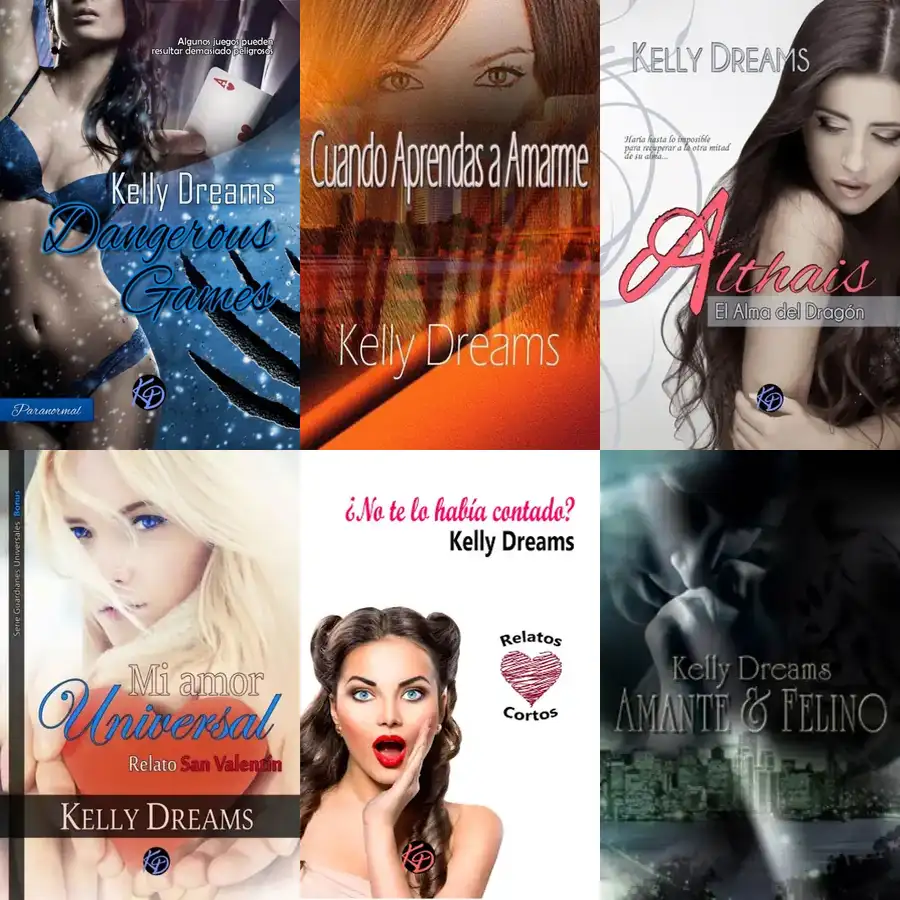 Algunos juegos pueden
resultar demasiado peligrosos
A
Kelly Dreams
Dangerous
Games
Paranormal
KD
Cuando Aprendas a Amarme
Kelly Dreams
KELLY DREAMS
Haría hasta lo imposible
para recuperar a la otra mitad
de su alma...
Althais
El Alma del Dragón
KD
Serie Guardianes Universales Bonus
Mi amor
Universal
Relato San Valentín
KELLY DREAMS
KD
¿No te lo había contado?
Kelly Dreams
Relatos
Cortos
KD
Kelly Dreams
AMANTE & FELINO